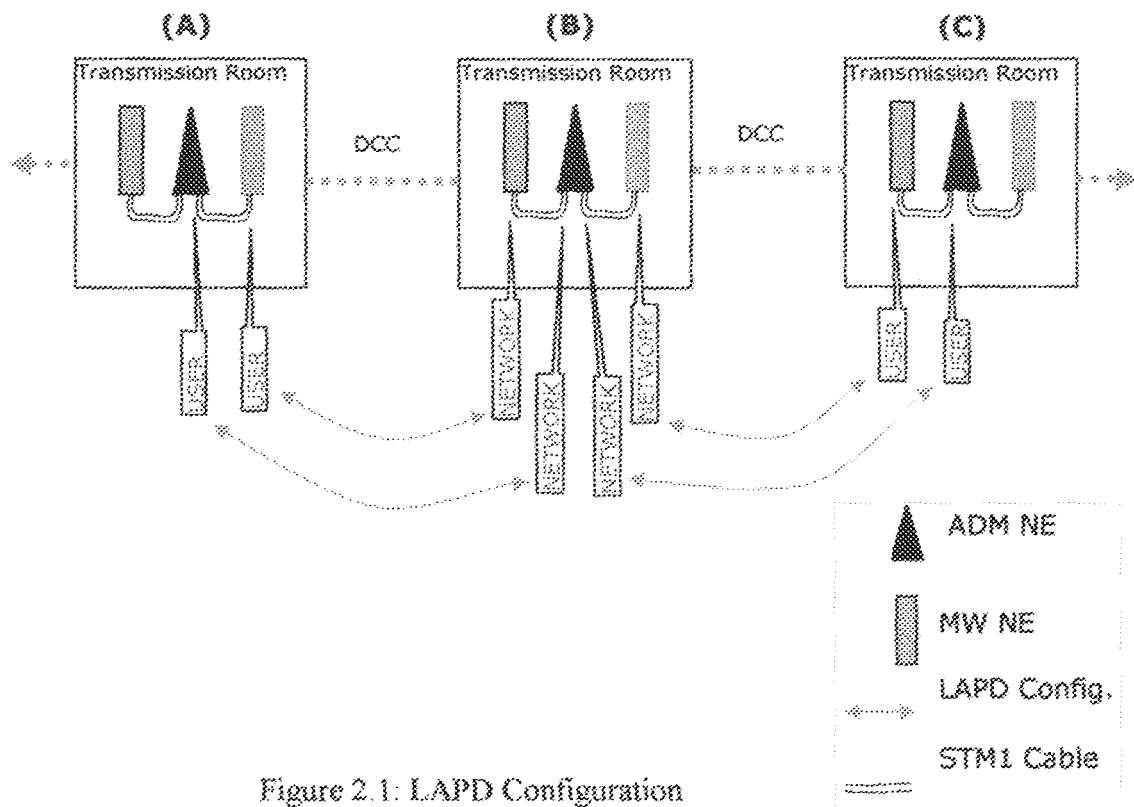 (A)
(B)
(C)
Transmission Room
Transmission Room
Transmission Room
DCC
DCC
USER
USER
NETWORK
NETWORK
NETWORK
NETWORK
USER
USER
ADM NE
MW NE
LAPD Config.
STM1 Cable
Figure 2.1: LAPD Configuration